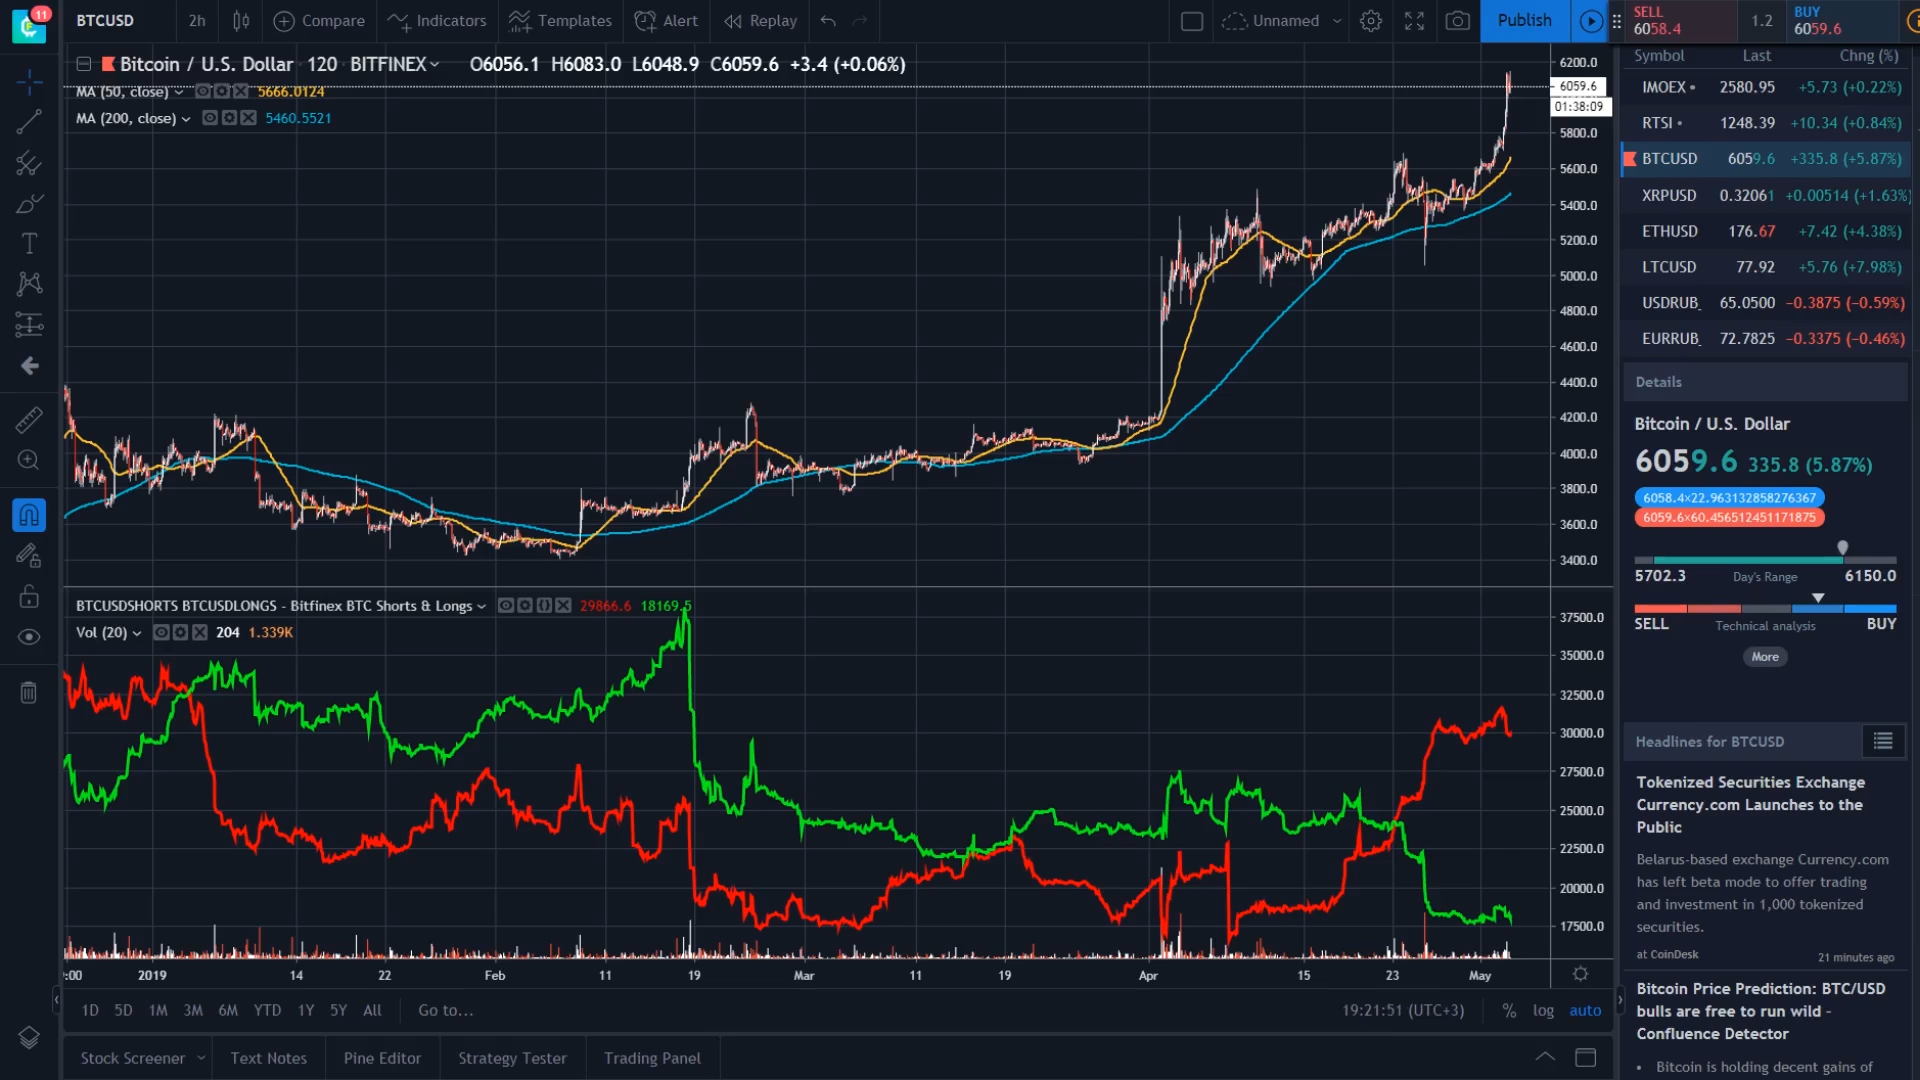 11
BTCUSD
2h
Compare
Indicators
Templates
Alert
Replay
Unnamed
Publish
SELL
6058.4
1.2
BUY
6059.6
Bitcoin / U.S. Dollar 120 BITFINEX O6056.1 H6083.0 L6048.9 C6059.6 +3.4 (+0.06%)
MA (50, close) 5666.0124
MA (200, close) 5460.5521
6200.0
6059.6
01:38:09
5800.0
5600.0
5400.0
5200.0
5000.0
4800.0
4600.0
4400.0
4200.0
4000.0
3800.0
3600.0
3400.0
BTCUSDSHORTS BTCUSDLONGS - Bitfinex BTC Shorts & Longs 29866.6 18169.5
Vol (20) 204 1.339K
37500.0
35000.0
32500.0
30000.0
27500.0
25000.0
22500.0
20000.0
17500.0
:00 2019 14 22 Feb 11 19 Mar 11 19 Apr 15 23 May
1D 5D 1M 3M 6M YTD 1Y 5Y All Go to...
19:21:51 (UTC+3) % log auto
Stock Screener Text Notes Pine Editor Strategy Tester Trading Panel
Symbol Last Chng (%)
IMOEX 2580.95 +5.73 (+0.22%)
RTSI 1248.39 +10.34 (+0.84%)
BTCUSD 6059.6 +335.8 (+5.87%)
XRPUSD 0.32061 +0.00514 (+1.63%)
ETHUSD 176.67 +7.42 (+4.38%)
LTCUSD 77.92 +5.76 (+7.98%)
USDRUB_ 65.0500 −0.3875 (−0.59%)
EURRUB_ 72.7825 −0.3375 (−0.46%)
Details
Bitcoin / U.S. Dollar
6059.6 335.8 (5.87%)
6058.4×22.963132858276367
6059.6×60.456512451171875
5702.3 Day's Range 6150.0
SELL Technical analysis BUY
More
Headlines for BTCUSD
Tokenized Securities Exchange
Currency.com Launches to the
Public
Belarus-based exchange Currency.com
has left beta mode to offer trading
and investment in 1,000 tokenized
securities.
at CoinDesk 21 minutes ago
Bitcoin Price Prediction: BTC/USD
bulls are free to run wild –
Confluence Detector
• Bitcoin is holding decent gains of